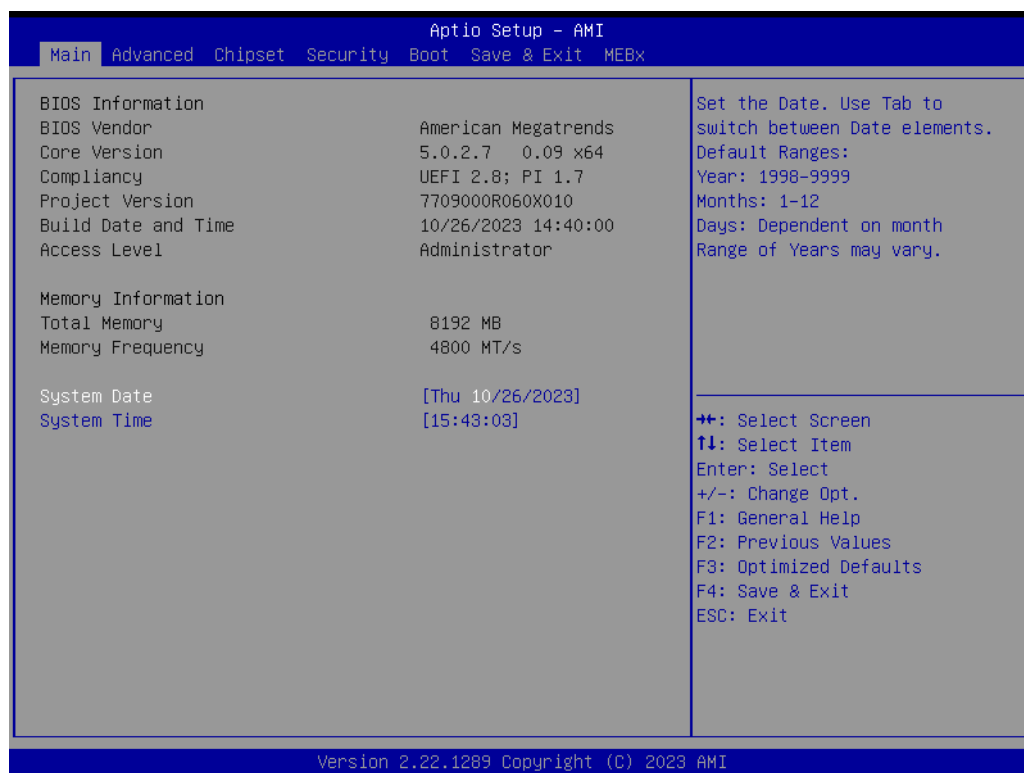 Aptio Setup – AMI
Main Advanced Chipset Security Boot Save & Exit MEBx
BIOS Information
BIOS Vendor American Megatrends
Core Version 5.0.2.7 0.09 x64
Compliancy UEFI 2.8; PI 1.7
Project Version 7709000R060X010
Build Date and Time 10/26/2023 14:40:00
Access Level Administrator
Memory Information
Total Memory 8192 MB
Memory Frequency 4800 MT/s
System Date [Thu 10/26/2023]
System Time [15:43:03]
Set the Date. Use Tab to
switch between Date elements.
Default Ranges:
Year: 1998-9999
Months: 1-12
Days: Dependent on month
Range of Years may vary.
→←: Select Screen
↑↓: Select Item
Enter: Select
+/-: Change Opt.
F1: General Help
F2: Previous Values
F3: Optimized Defaults
F4: Save & Exit
ESC: Exit
Version 2.22.1289 Copyright (C) 2023 AMI